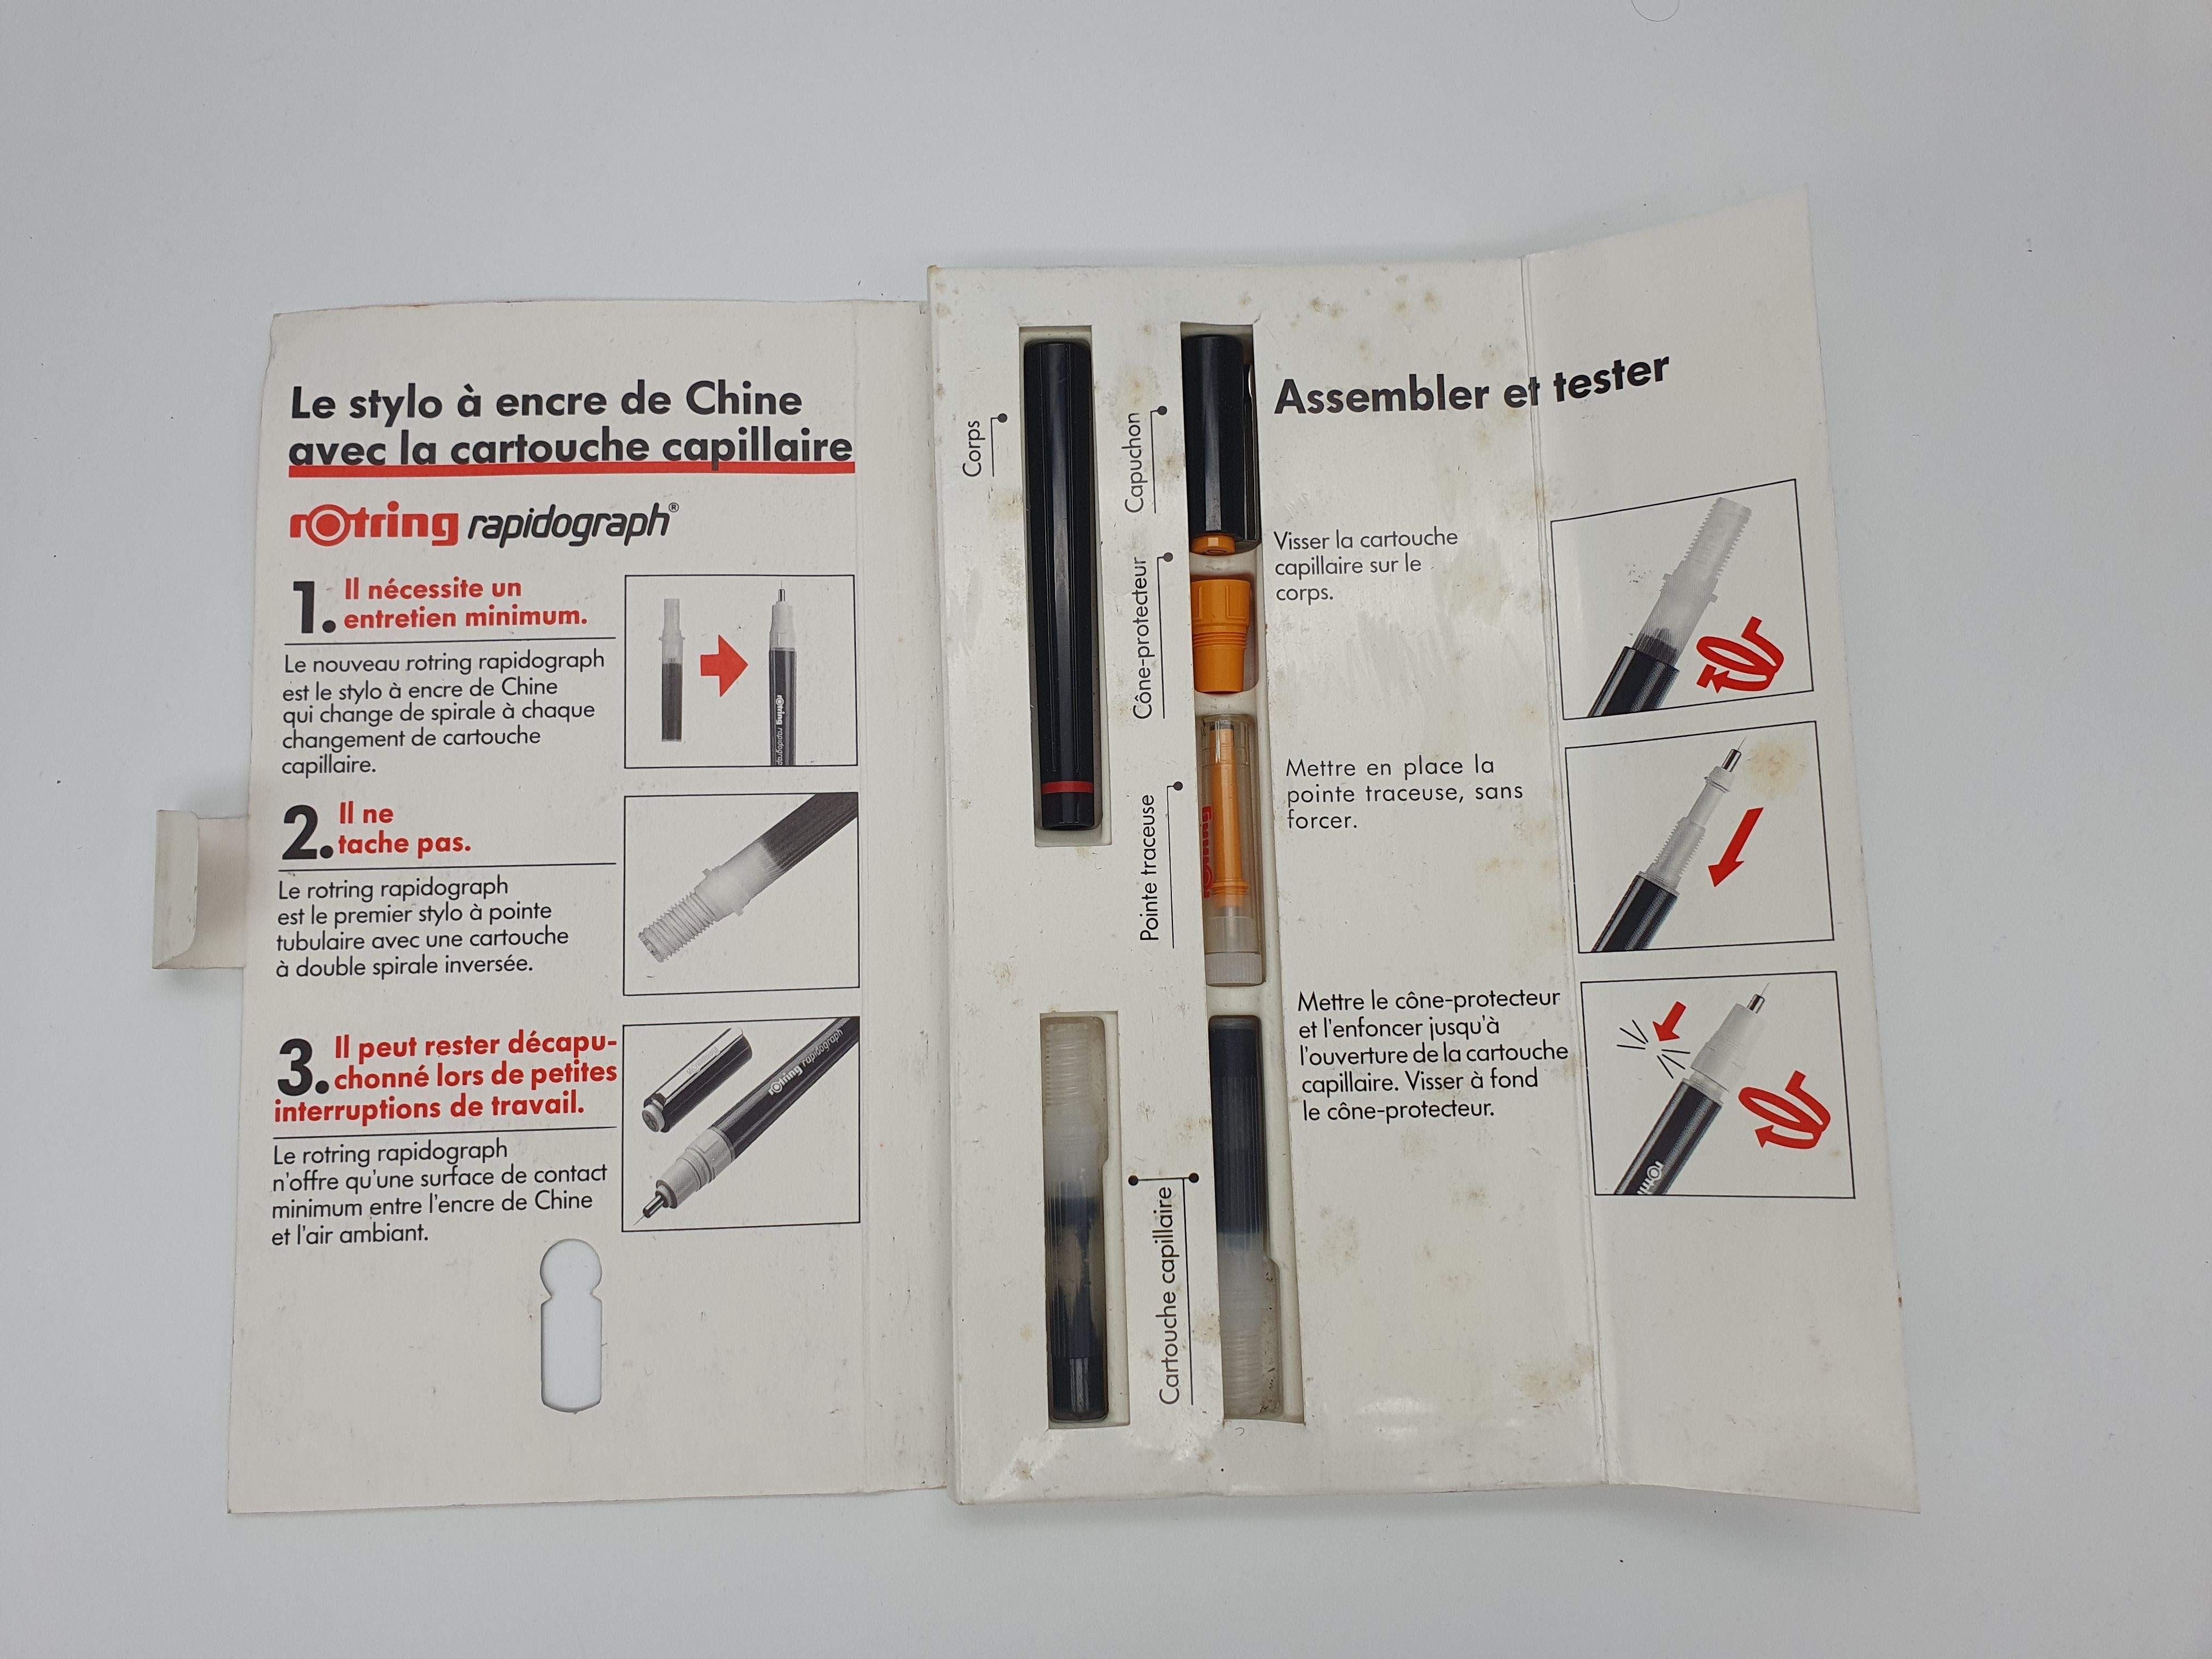 Le stylo à encre de Chine
avec la cartouche capillaire
rotring rapidograph®
1. Il nécessite un
entretien minimum.
Le nouveau rotring rapidograph
est le stylo à encre de Chine
qui change de spirale à chaque
changement de cartouche
capillaire.
rotring rapidograph
2. Il ne
tache pas.
Le rotring rapidograph
est le premier stylo à pointe
tubulaire avec une cartouche
à double spirale inversée.
3. Il peut rester décapu-
chonné lors de petites
interruptions de travail.
Le rotring rapidograph
n'offre qu'une surface de contact
minimum entre l'encre de Chine
et l'air ambiant.
rotring rapidograph
Corps
Capuchon
Cône-protecteur
Pointe traceuse
rotring
Cartouche capillaire
Assembler et tester
Visser la cartouche
capillaire sur le
corps.
Mettre en place la
pointe traceuse, sans
forcer.
Mettre le cône-protecteur
et l'enfoncer jusqu'à
l'ouverture de la cartouche
capillaire. Visser à fond
le cône-protecteur.